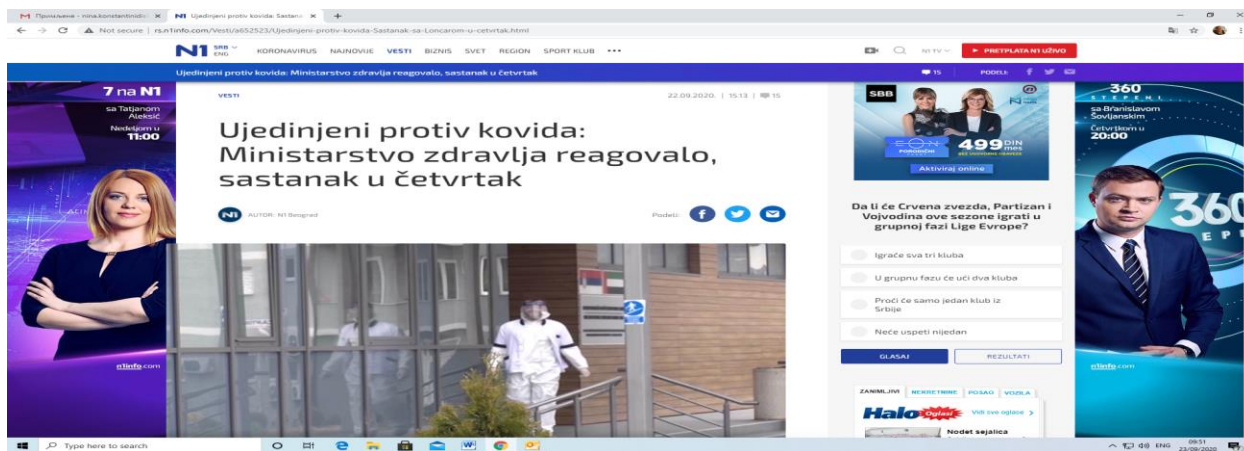 Ujedinjeni protiv kovida: Sastana
Not secure | rs.n1info.com/Vesti/a652523/Ujedinjeni-protiv-kovida-Sastanak-sa-Loncarom-u-cetvrtak.html
N1 SRB ENG KORONAVIRUS NAJNOVIJE VESTI BIZNIS SVET REGION SPORT KLUB N1 TV PRETPLATA N1 UŽIVO
Ujedinjeni protiv kovida: Ministarstvo zdravlja reagovalo, sastanak u četvrtak 15 PODELI:
7 na N1
sa Tatjanom
Aleksić
Nedeljom u
11:00
n1info.com
VESTI 22.09.2020. | 15:13 | 15
Ujedinjeni protiv kovida:
Ministarstvo zdravlja reagovalo,
sastanak u četvrtak
N1 AUTOR: N1 Beograd Podeli:
SBB
EON
PORODIČNI
499 DIN
mes
Aktiviraj online
Da li će Crvena zvezda, Partizan i
Vojvodina ove sezone igrati u
grupnoj fazi Lige Evrope?
Igraće sva tri kluba
U grupnu fazu će ući dva kluba
Proći će samo jedan klub iz
Srbije
Neće uspeti nijedan
GLASAJ REZULTATI
ZANIMLJIVI NEKRETNINE POSAO VOZILA
Halo Oglasi Vidi sve oglase
Nodet sejalica
360
STEPENI
sa Branislavom
Šovljanskim
Četvrtkom u
20:00
n1info.com
Type here to search
ENG
09:51
23/09/2020